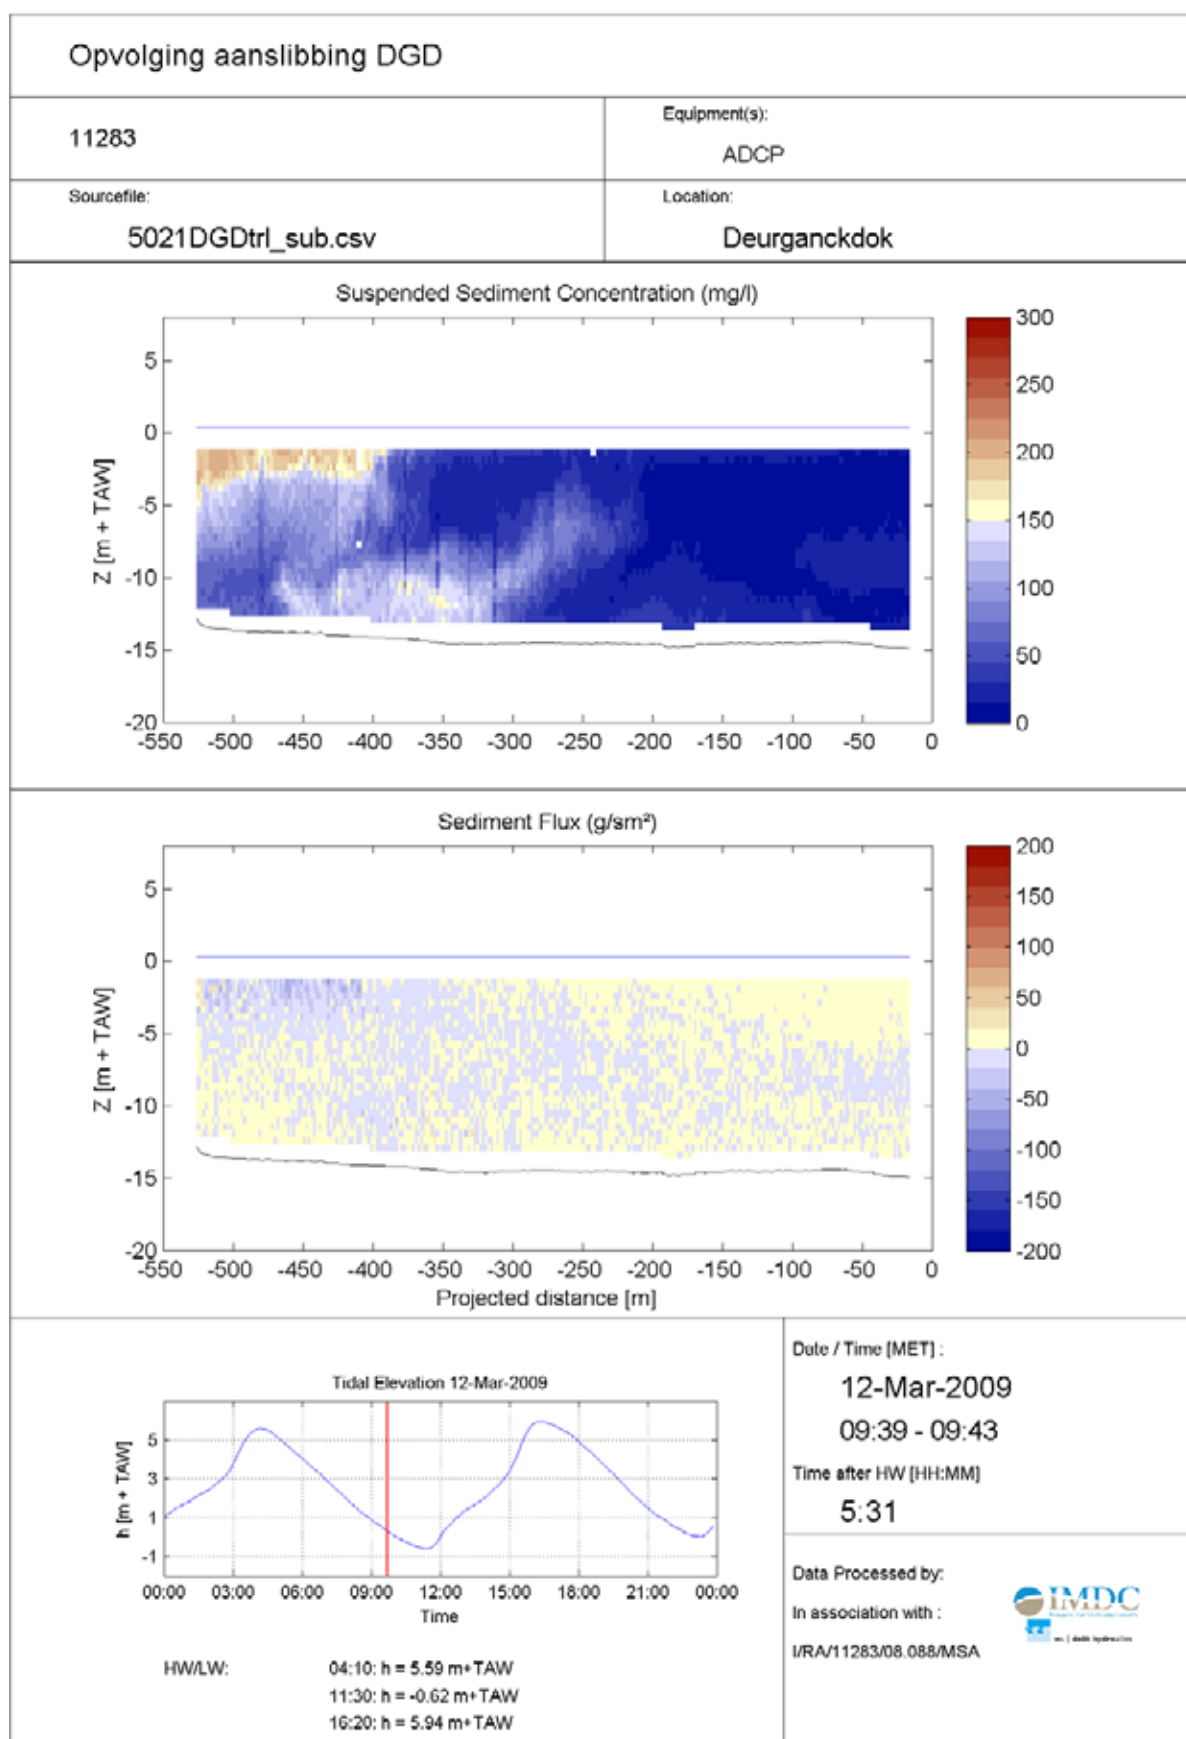 Opvolging aanslibbing DGD
11283
Equipment(s):
ADCP
Sourcefile:
5021DGDtrl_sub.csv
Location:
Deurganckdok
Suspended Sediment Concentration (mg/l)
Z [m + TAW]
5
0
-5
-10
-15
-20
-550 -500 -450 -400 -350 -300 -250 -200 -150 -100 -50 0
300
250
200
150
100
50
0
Sediment Flux (g/sm²)
Z [m + TAW]
5
0
-5
-10
-15
-20
-550 -500 -450 -400 -350 -300 -250 -200 -150 -100 -50 0
Projected distance [m]
200
150
100
50
0
-50
-100
-150
-200
Tidal Elevation 12-Mar-2009
h [m + TAW]
5
3
1
-1
00:00 03:00 06:00 09:00 12:00 15:00 18:00 21:00 00:00
Time
HW/LW:
04:10: h = 5.59 m+TAW
11:30: h = -0.62 m+TAW
16:20: h = 5.94 m+TAW
Date / Time [MET] :
12-Mar-2009
09:39 - 09:43
Time after HW [HH:MM]
5:31
Data Processed by:
In association with :
I/RA/11283/08.088/MSA
IMDC
wl | delft hydraulics